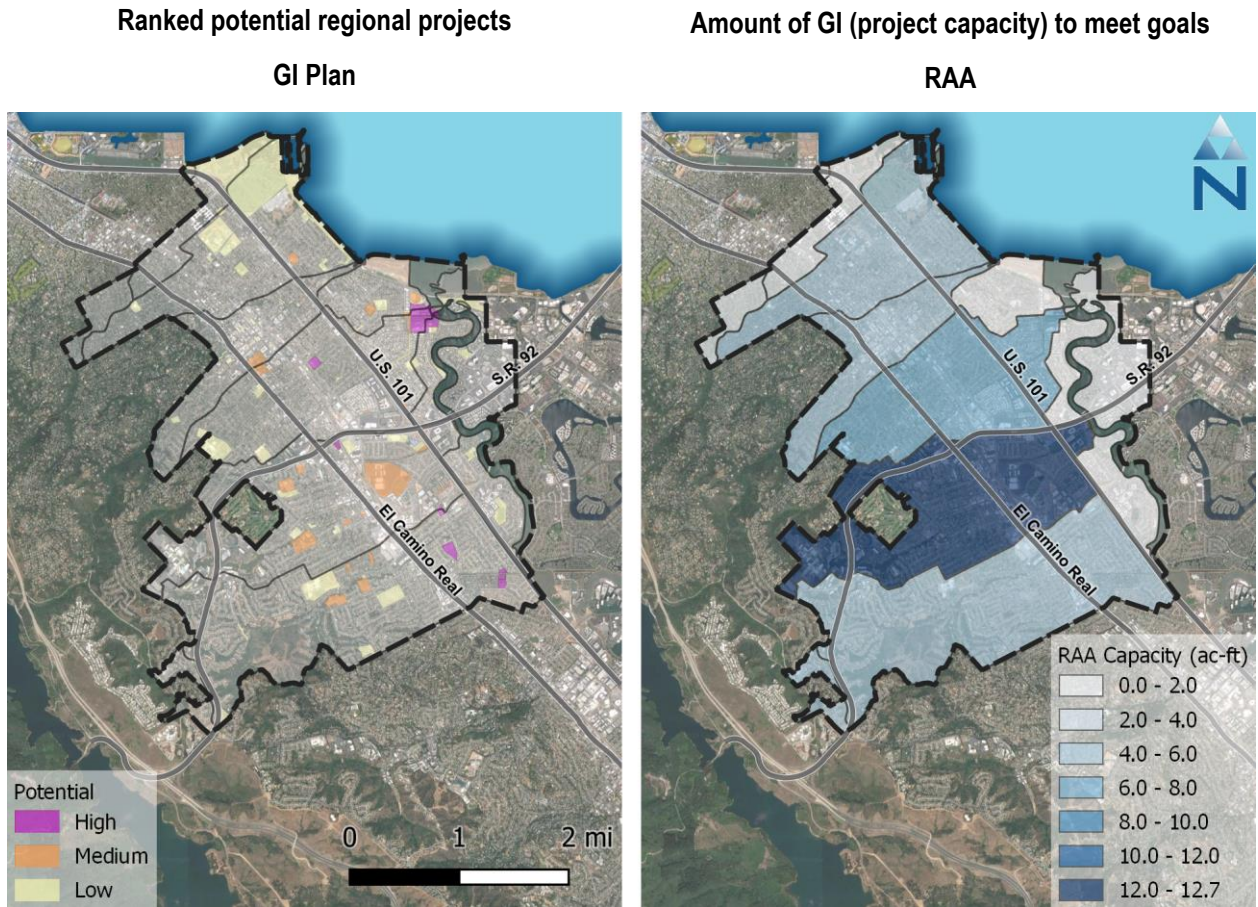 Ranked potential regional projects
GI Plan
Amount of GI (project capacity) to meet goals
RAA
U.S. 101
S.R. 92
El Camino Real
Potential
High
Medium
Low
0 1 2 mi
N
U.S. 101
S.R. 92
El Camino Real
RAA Capacity (ac-ft)
0.0 - 2.0
2.0 - 4.0
4.0 - 6.0
6.0 - 8.0
8.0 - 10.0
10.0 - 12.0
12.0 - 12.7